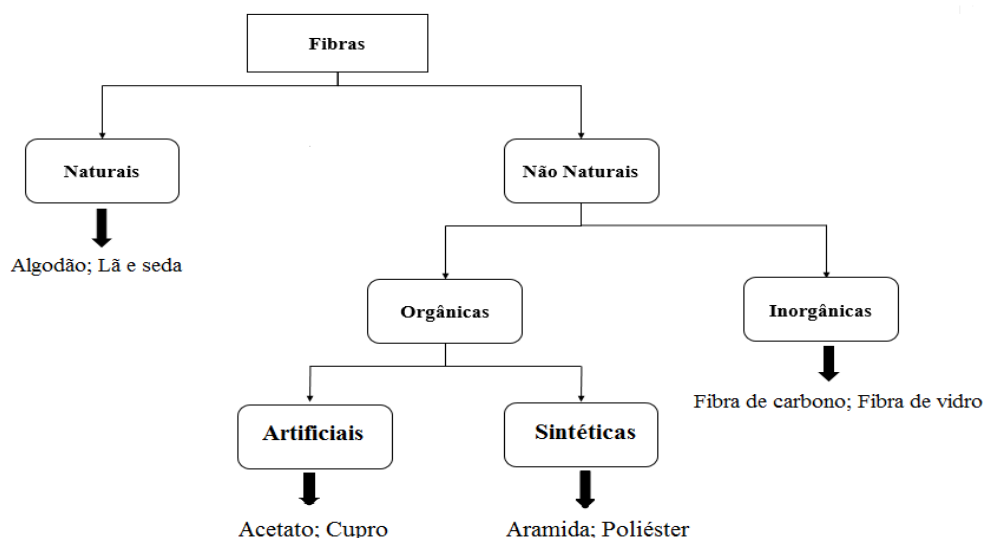 Fibras
Naturais
Não Naturais
Algodão; Lã e seda
Orgânicas
Inorgânicas
Fibra de carbono; Fibra de vidro
Artificiais
Sintéticas
Acetato; Cupro
Aramida; Poliéster